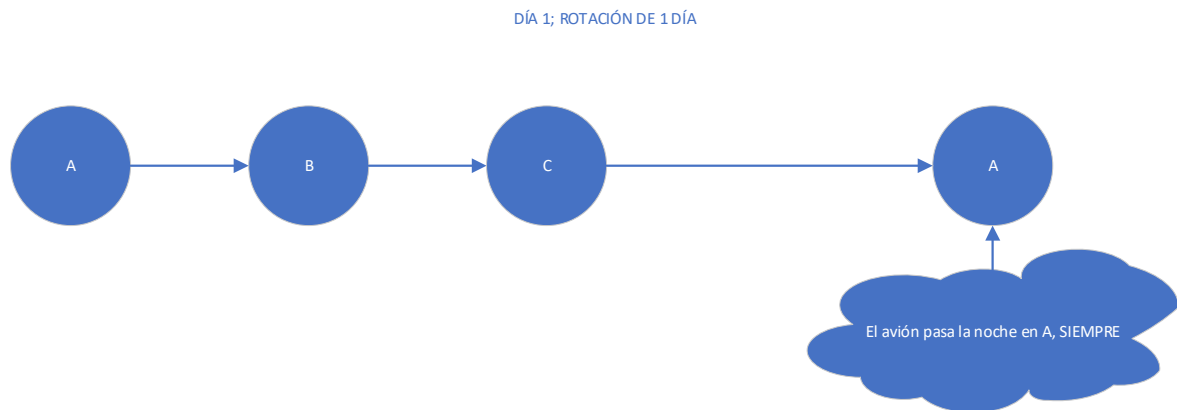 DÍA 1; ROTACIÓN DE 1 DÍA
A
B
C
A
El avión pasa la noche en A, SIEMPRE